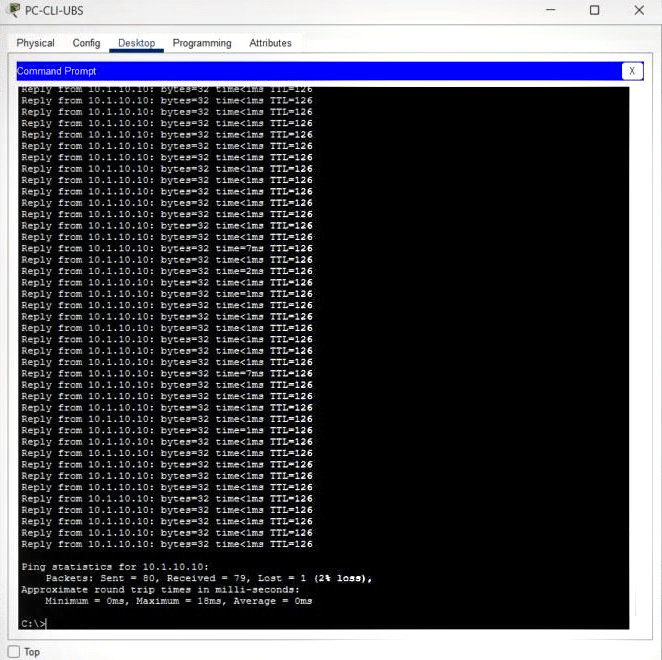 PC-CLI-UBS
Physical Config Desktop Programming Attributes
Command Prompt X
Reply from 10.1.10.10: bytes=32 time<1ms TTL=126
Reply from 10.1.10.10: bytes=32 time<1ms TTL=126
Reply from 10.1.10.10: bytes=32 time<1ms TTL=126
Reply from 10.1.10.10: bytes=32 time<1ms TTL=126
Reply from 10.1.10.10: bytes=32 time<1ms TTL=126
Reply from 10.1.10.10: bytes=32 time<1ms TTL=126
Reply from 10.1.10.10: bytes=32 time<1ms TTL=126
Reply from 10.1.10.10: bytes=32 time<1ms TTL=126
Reply from 10.1.10.10: bytes=32 time<1ms TTL=126
Reply from 10.1.10.10: bytes=32 time<1ms TTL=126
Reply from 10.1.10.10: bytes=32 time<1ms TTL=126
Reply from 10.1.10.10: bytes=32 time<1ms TTL=126
Reply from 10.1.10.10: bytes=32 time<1ms TTL=126
Reply from 10.1.10.10: bytes=32 time<1ms TTL=126
Reply from 10.1.10.10: bytes=32 time=7ms TTL=126
Reply from 10.1.10.10: bytes=32 time<1ms TTL=126
Reply from 10.1.10.10: bytes=32 time=2ms TTL=126
Reply from 10.1.10.10: bytes=32 time<1ms TTL=126
Reply from 10.1.10.10: bytes=32 time=1ms TTL=126
Reply from 10.1.10.10: bytes=32 time<1ms TTL=126
Reply from 10.1.10.10: bytes=32 time<1ms TTL=126
Reply from 10.1.10.10: bytes=32 time<1ms TTL=126
Reply from 10.1.10.10: bytes=32 time<1ms TTL=126
Reply from 10.1.10.10: bytes=32 time<1ms TTL=126
Reply from 10.1.10.10: bytes=32 time<1ms TTL=126
Reply from 10.1.10.10: bytes=32 time=7ms TTL=126
Reply from 10.1.10.10: bytes=32 time<1ms TTL=126
Reply from 10.1.10.10: bytes=32 time<1ms TTL=126
Reply from 10.1.10.10: bytes=32 time<1ms TTL=126
Reply from 10.1.10.10: bytes=32 time<1ms TTL=126
Reply from 10.1.10.10: bytes=32 time=1ms TTL=126
Reply from 10.1.10.10: bytes=32 time<1ms TTL=126
Reply from 10.1.10.10: bytes=32 time<1ms TTL=126
Reply from 10.1.10.10: bytes=32 time<1ms TTL=126
Reply from 10.1.10.10: bytes=32 time<1ms TTL=126
Reply from 10.1.10.10: bytes=32 time<1ms TTL=126
Reply from 10.1.10.10: bytes=32 time<1ms TTL=126
Reply from 10.1.10.10: bytes=32 time<1ms TTL=126
Reply from 10.1.10.10: bytes=32 time<1ms TTL=126
Reply from 10.1.10.10: bytes=32 time<1ms TTL=126
Reply from 10.1.10.10: bytes=32 time<1ms TTL=126
Ping statistics for 10.1.10.10:
Packets: Sent = 80, Received = 79, Lost = 1 (2% loss),
Approximate round trip times in milli-seconds:
Minimum = 0ms, Maximum = 18ms, Average = 0ms
C:\>
Top